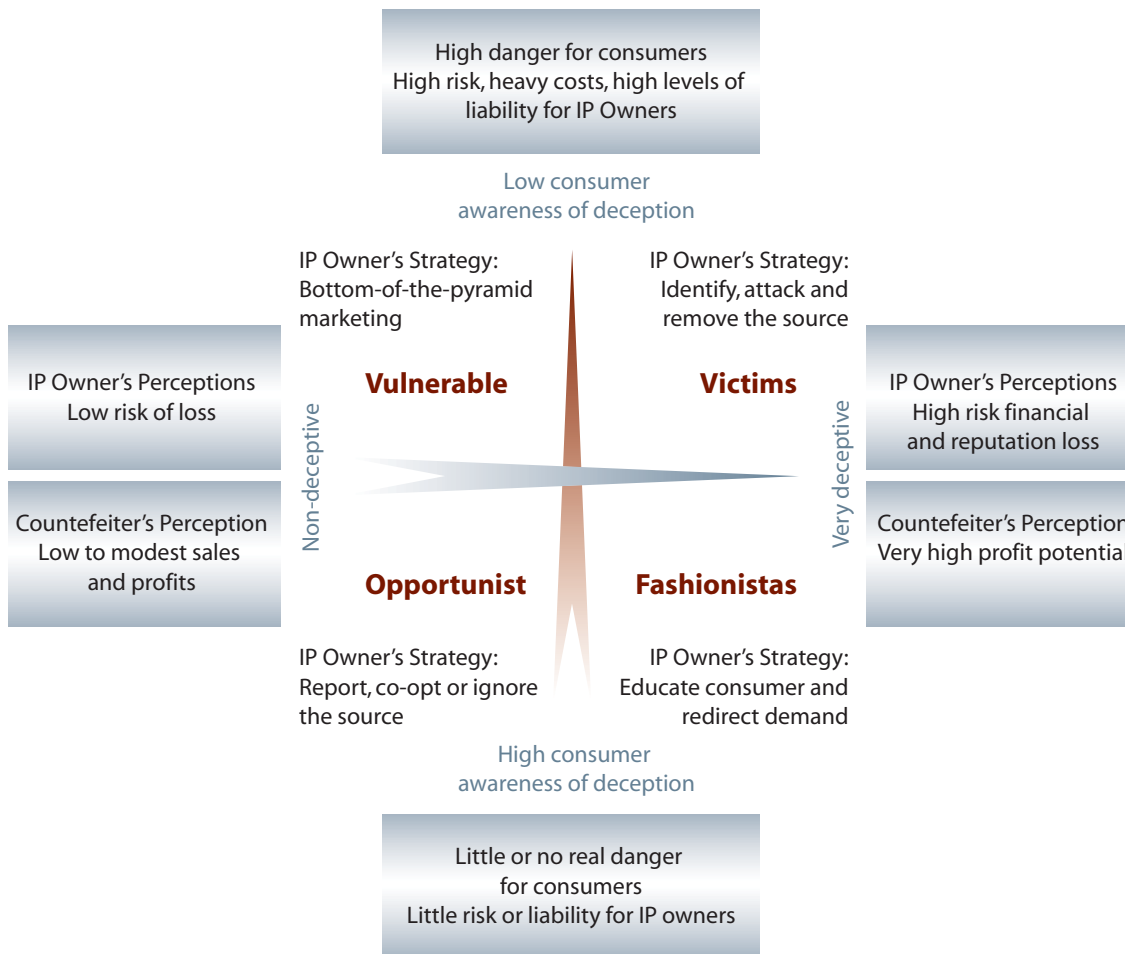 High danger for consumers
High risk, heavy costs, high levels of
liability for IP Owners
Low consumer
awareness of deception
IP Owner’s Strategy:
Bottom-of-the-pyramid
marketing
IP Owner’s Strategy:
Identify, attack and
remove the source
IP Owner’s Perceptions
Low risk of loss
Vulnerable
Victims
IP Owner’s Perceptions
High risk financial
and reputation loss
Non-deceptive
Very deceptive
Countefeiter’s Perception
Low to modest sales
and profits
Countefeiter’s Perception
Very high profit potential
Opportunist
Fashionistas
IP Owner’s Strategy:
Report, co-opt or ignore
the source
IP Owner’s Strategy:
Educate consumer and
redirect demand
High consumer
awareness of deception
Little or no real danger
for consumers
Little risk or liability for IP owners